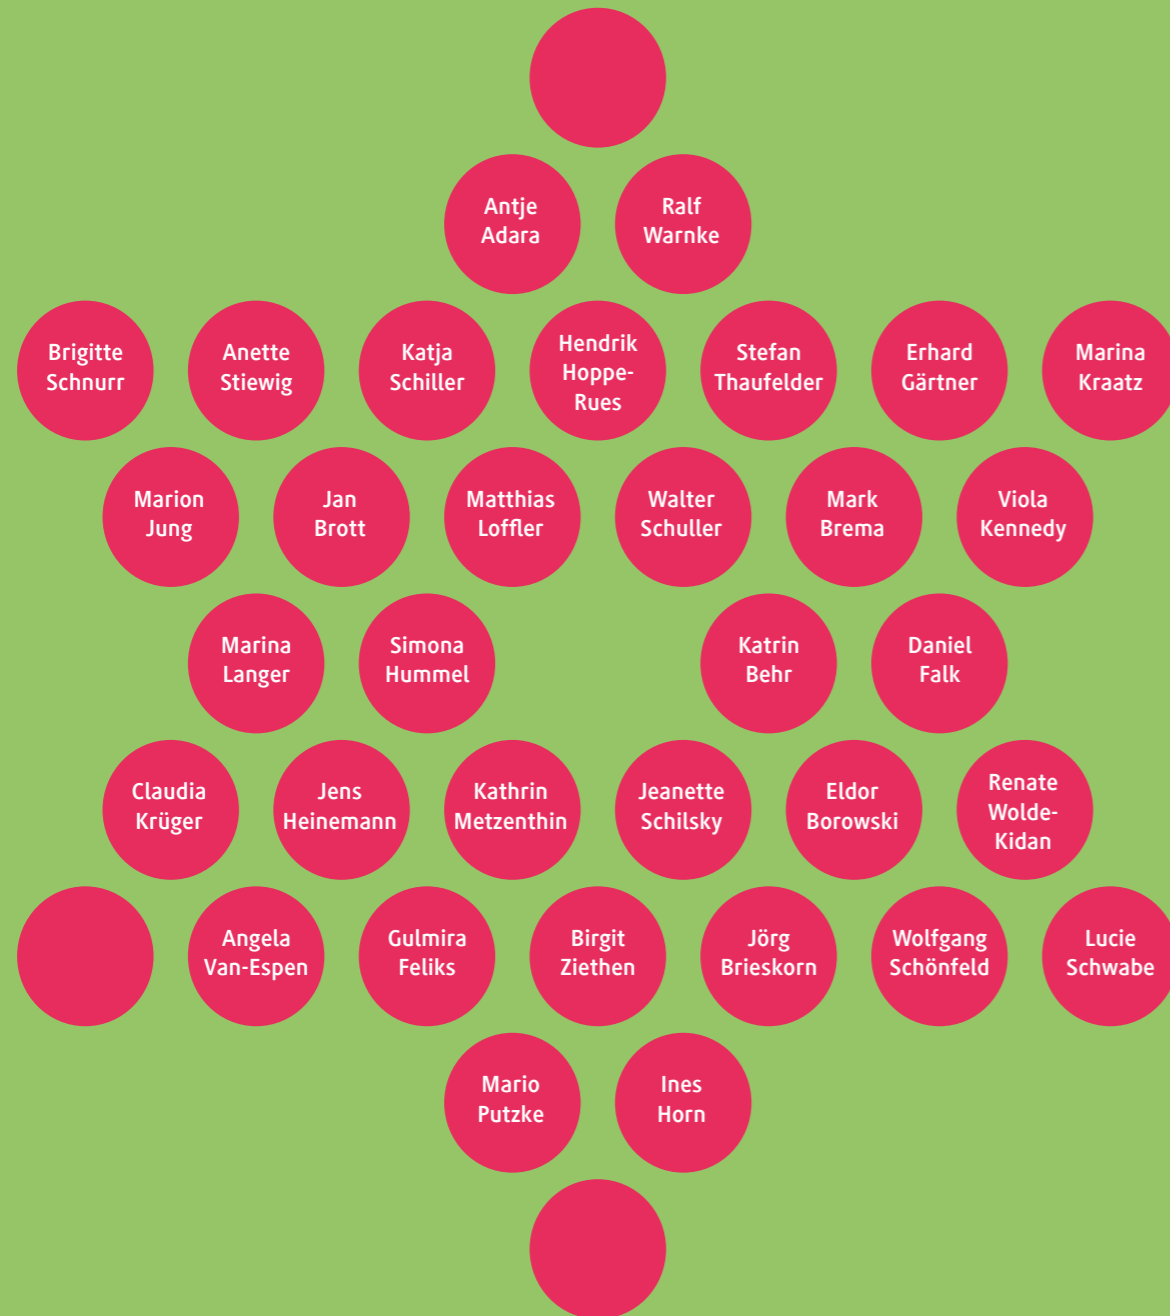 Antje
Adara
Ralf
Warnke
Brigitte
Schnurr
Anette
Stiewig
Katja
Schiller
Hendrik
Hoppe-
Rues
Stefan
Thaufelder
Erhard
Gärtner
Marina
Kraatz
Marion
Jung
Jan
Brott
Matthias
Loffler
Walter
Schuller
Mark
Brema
Viola
Kennedy
Marina
Langer
Simona
Hummel
Katrin
Behr
Daniel
Falk
Claudia
Krüger
Jens
Heinemann
Kathrin
Metzenthin
Jeanette
Schilsky
Eldor
Borowski
Renate
Wolde-
Kidan
Angela
Van-Espen
Gulmira
Feliks
Birgit
Ziethen
Jörg
Brieskorn
Wolfgang
Schönfeld
Lucie
Schwabe
Mario
Putzke
Ines
Horn